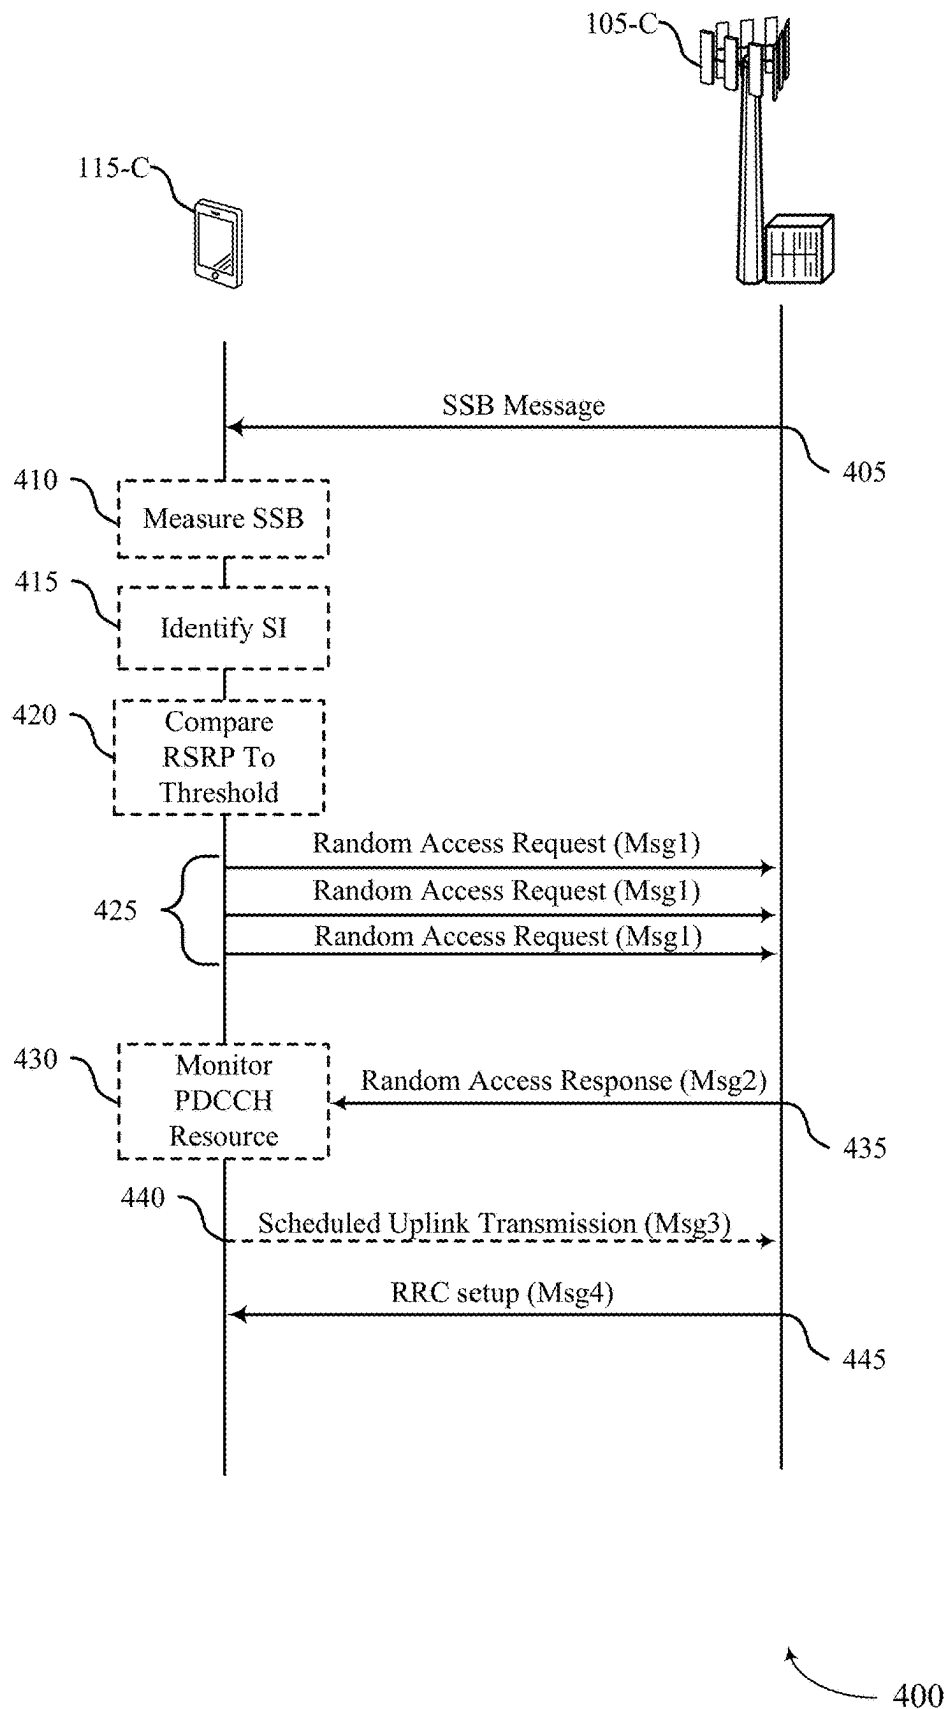 105-C
115-C
SSB Message
405
410
Measure SSB
415
Identify SI
420
Compare
RSRP To
Threshold
Random Access Request (Msg1)
Random Access Request (Msg1)
425
Random Access Request (Msg1)
430
Monitor
PDCCH
Resource
Random Access Response (Msg2)
435
440
Scheduled Uplink Transmission (Msg3)
RRC setup (Msg4)
445
400